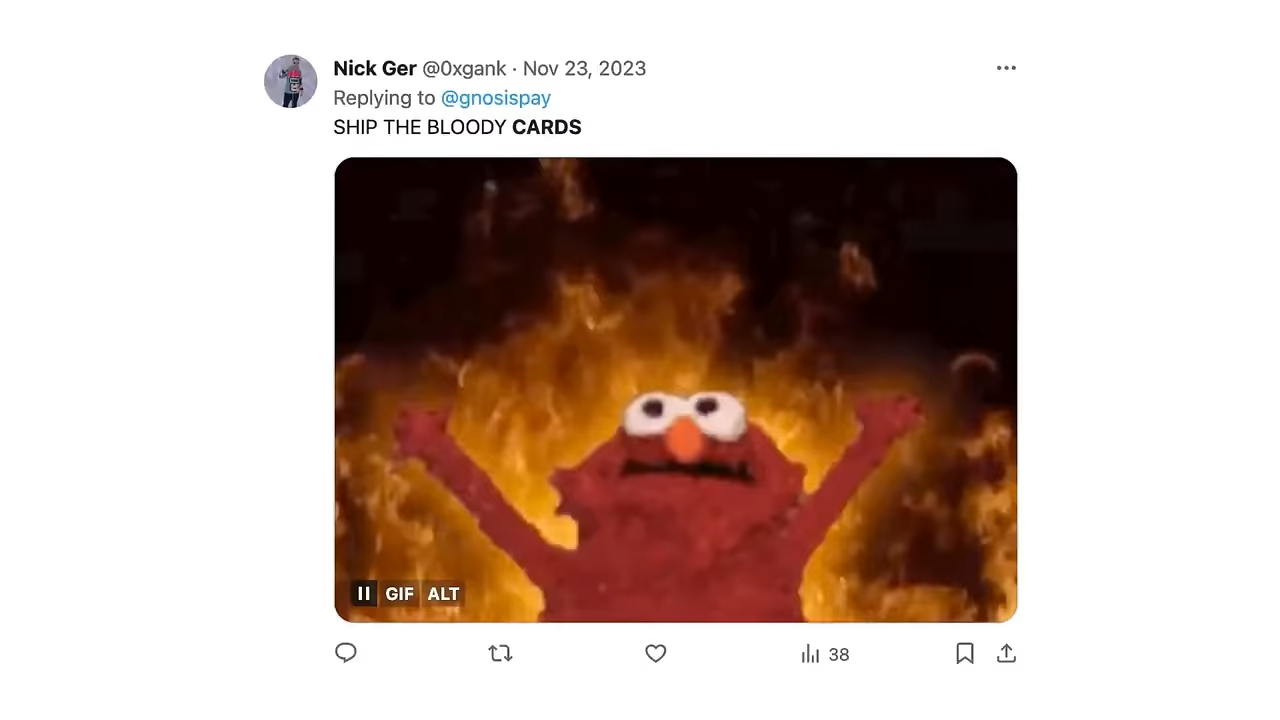 Nick Ger @0xgank · Nov 23, 2023
Replying to @gnosispay
SHIP THE BLOODY CARDS
GIF ALT
38